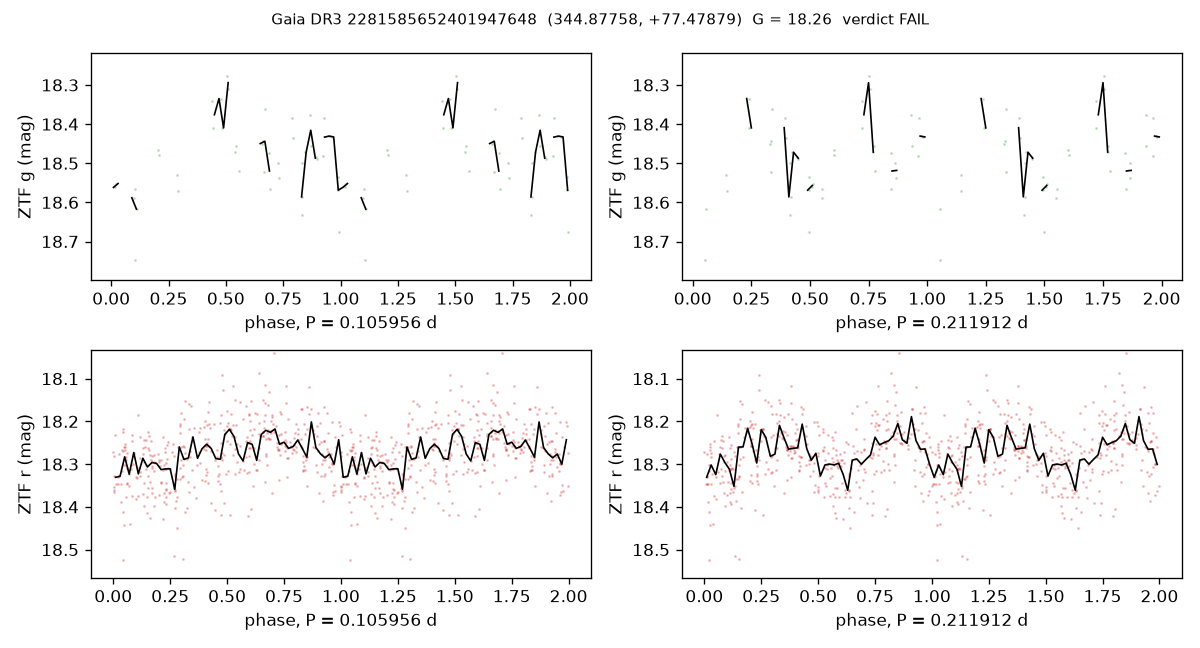 Gaia DR3 2281585652401947648 (344.87758, +77.47879) G = 18.26 verdict FAIL
ZTF g (mag)
18.3
18.4
18.5
18.6
18.7
0.00 0.25 0.50 0.75 1.00 1.25 1.50 1.75 2.00
phase, P = 0.105956 d
ZTF g (mag)
18.3
18.4
18.5
18.6
18.7
0.00 0.25 0.50 0.75 1.00 1.25 1.50 1.75 2.00
phase, P = 0.211912 d
ZTF r (mag)
18.1
18.2
18.3
18.4
18.5
0.00 0.25 0.50 0.75 1.00 1.25 1.50 1.75 2.00
phase, P = 0.105956 d
ZTF r (mag)
18.1
18.2
18.3
18.4
18.5
0.00 0.25 0.50 0.75 1.00 1.25 1.50 1.75 2.00
phase, P = 0.211912 d